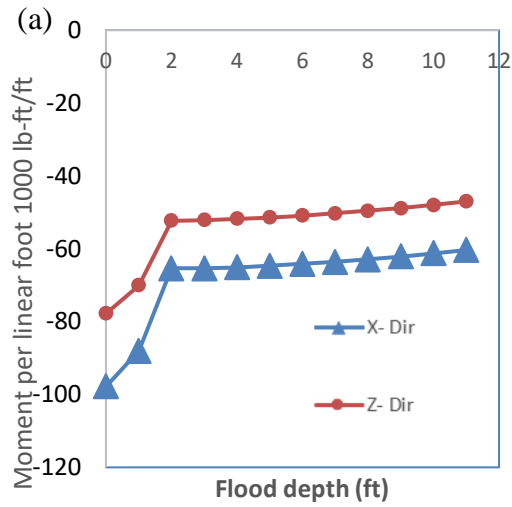 (a)
Moment per linear foot 1000 lb-ft/ft
0
-20
-40
-60
-80
-100
-120
0 2 4 6 8 10 12
X- Dir
Z- Dir
Flood depth (ft)